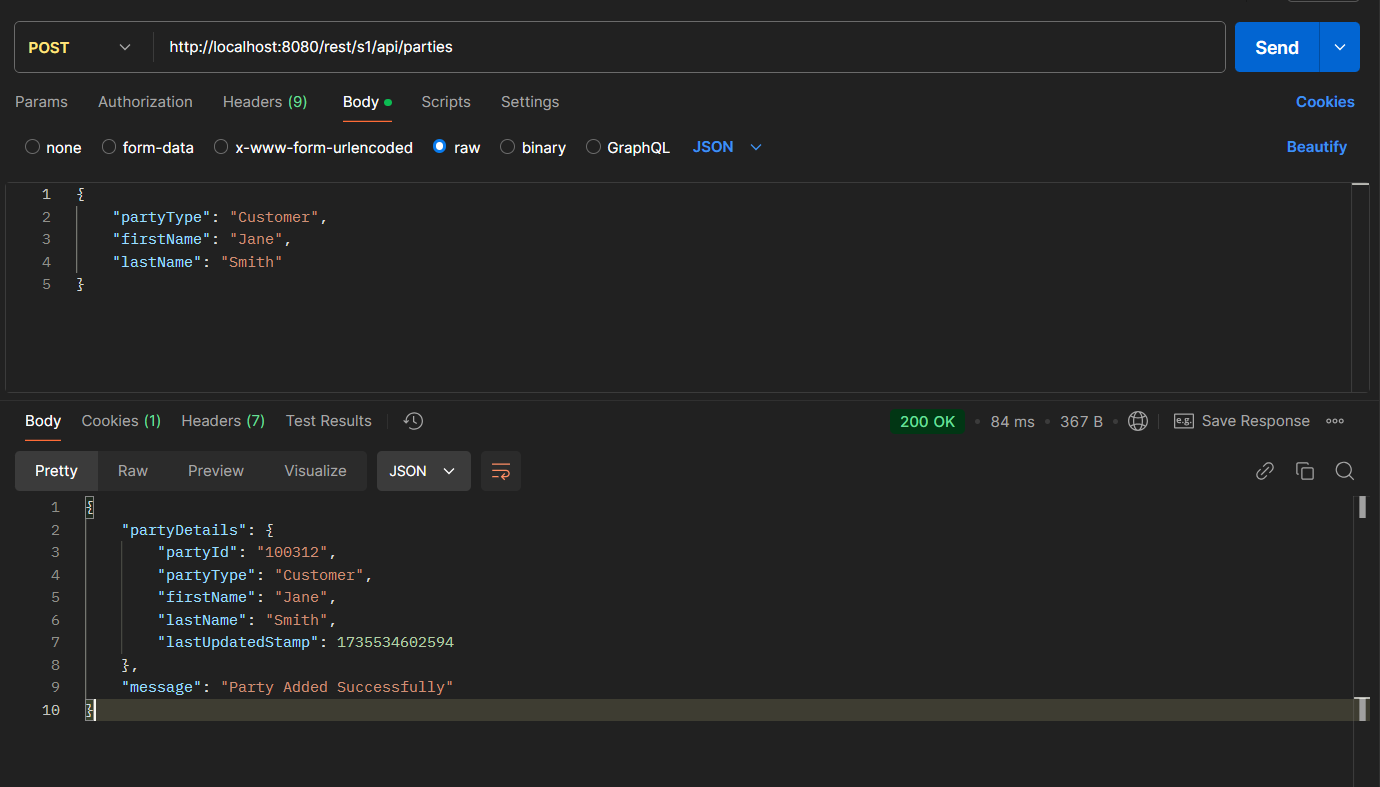 POST http://localhost:8080/rest/s1/api/parties Send
Params Authorization Headers (9) Body Scripts Settings Cookies
none form-data x-www-form-urlencoded raw binary GraphQL JSON Beautify
1 {
2 "partyType": "Customer",
3 "firstName": "Jane",
4 "lastName": "Smith"
5 }
Body Cookies (1) Headers (7) Test Results 200 OK 84 ms 367 B e.g. Save Response
Pretty Raw Preview Visualize JSON
1 {
2 "partyDetails": {
3 "partyId": "100312",
4 "partyType": "Customer",
5 "firstName": "Jane",
6 "lastName": "Smith",
7 "lastUpdatedStamp": 1735534602594
8 },
9 "message": "Party Added Successfully"
10 }